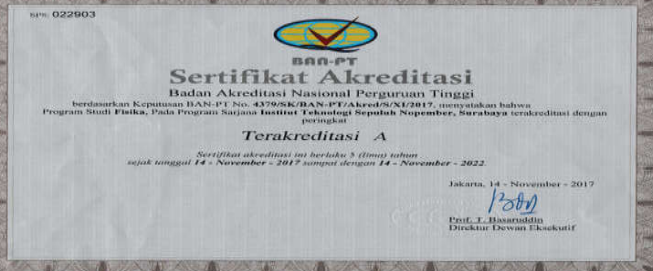 BPS: 022903
BAN-PT
Sertifikat Akreditasi
Badan Akreditasi Nasional Perguruan Tinggi
berdasarkan Keputusan BAN-PT No. 4379/SK/BAN-PT/Akred/S/XI/2017, menyatakan bahwa
Program Studi Fisika, Pada Program Sarjana Institut Teknologi Sepuluh Nopember, Surabaya terakreditasi dengan
peringkat
Terakreditasi A
Sertifikat akreditasi ini berlaku 5 (lima) tahun
sejak tanggal 14 - November - 2017 sampai dengan 14 - November - 2022
Jakarta, 14 - November - 2017
Prof. T. Basaruddin
Direktur Dewan Eksekutif